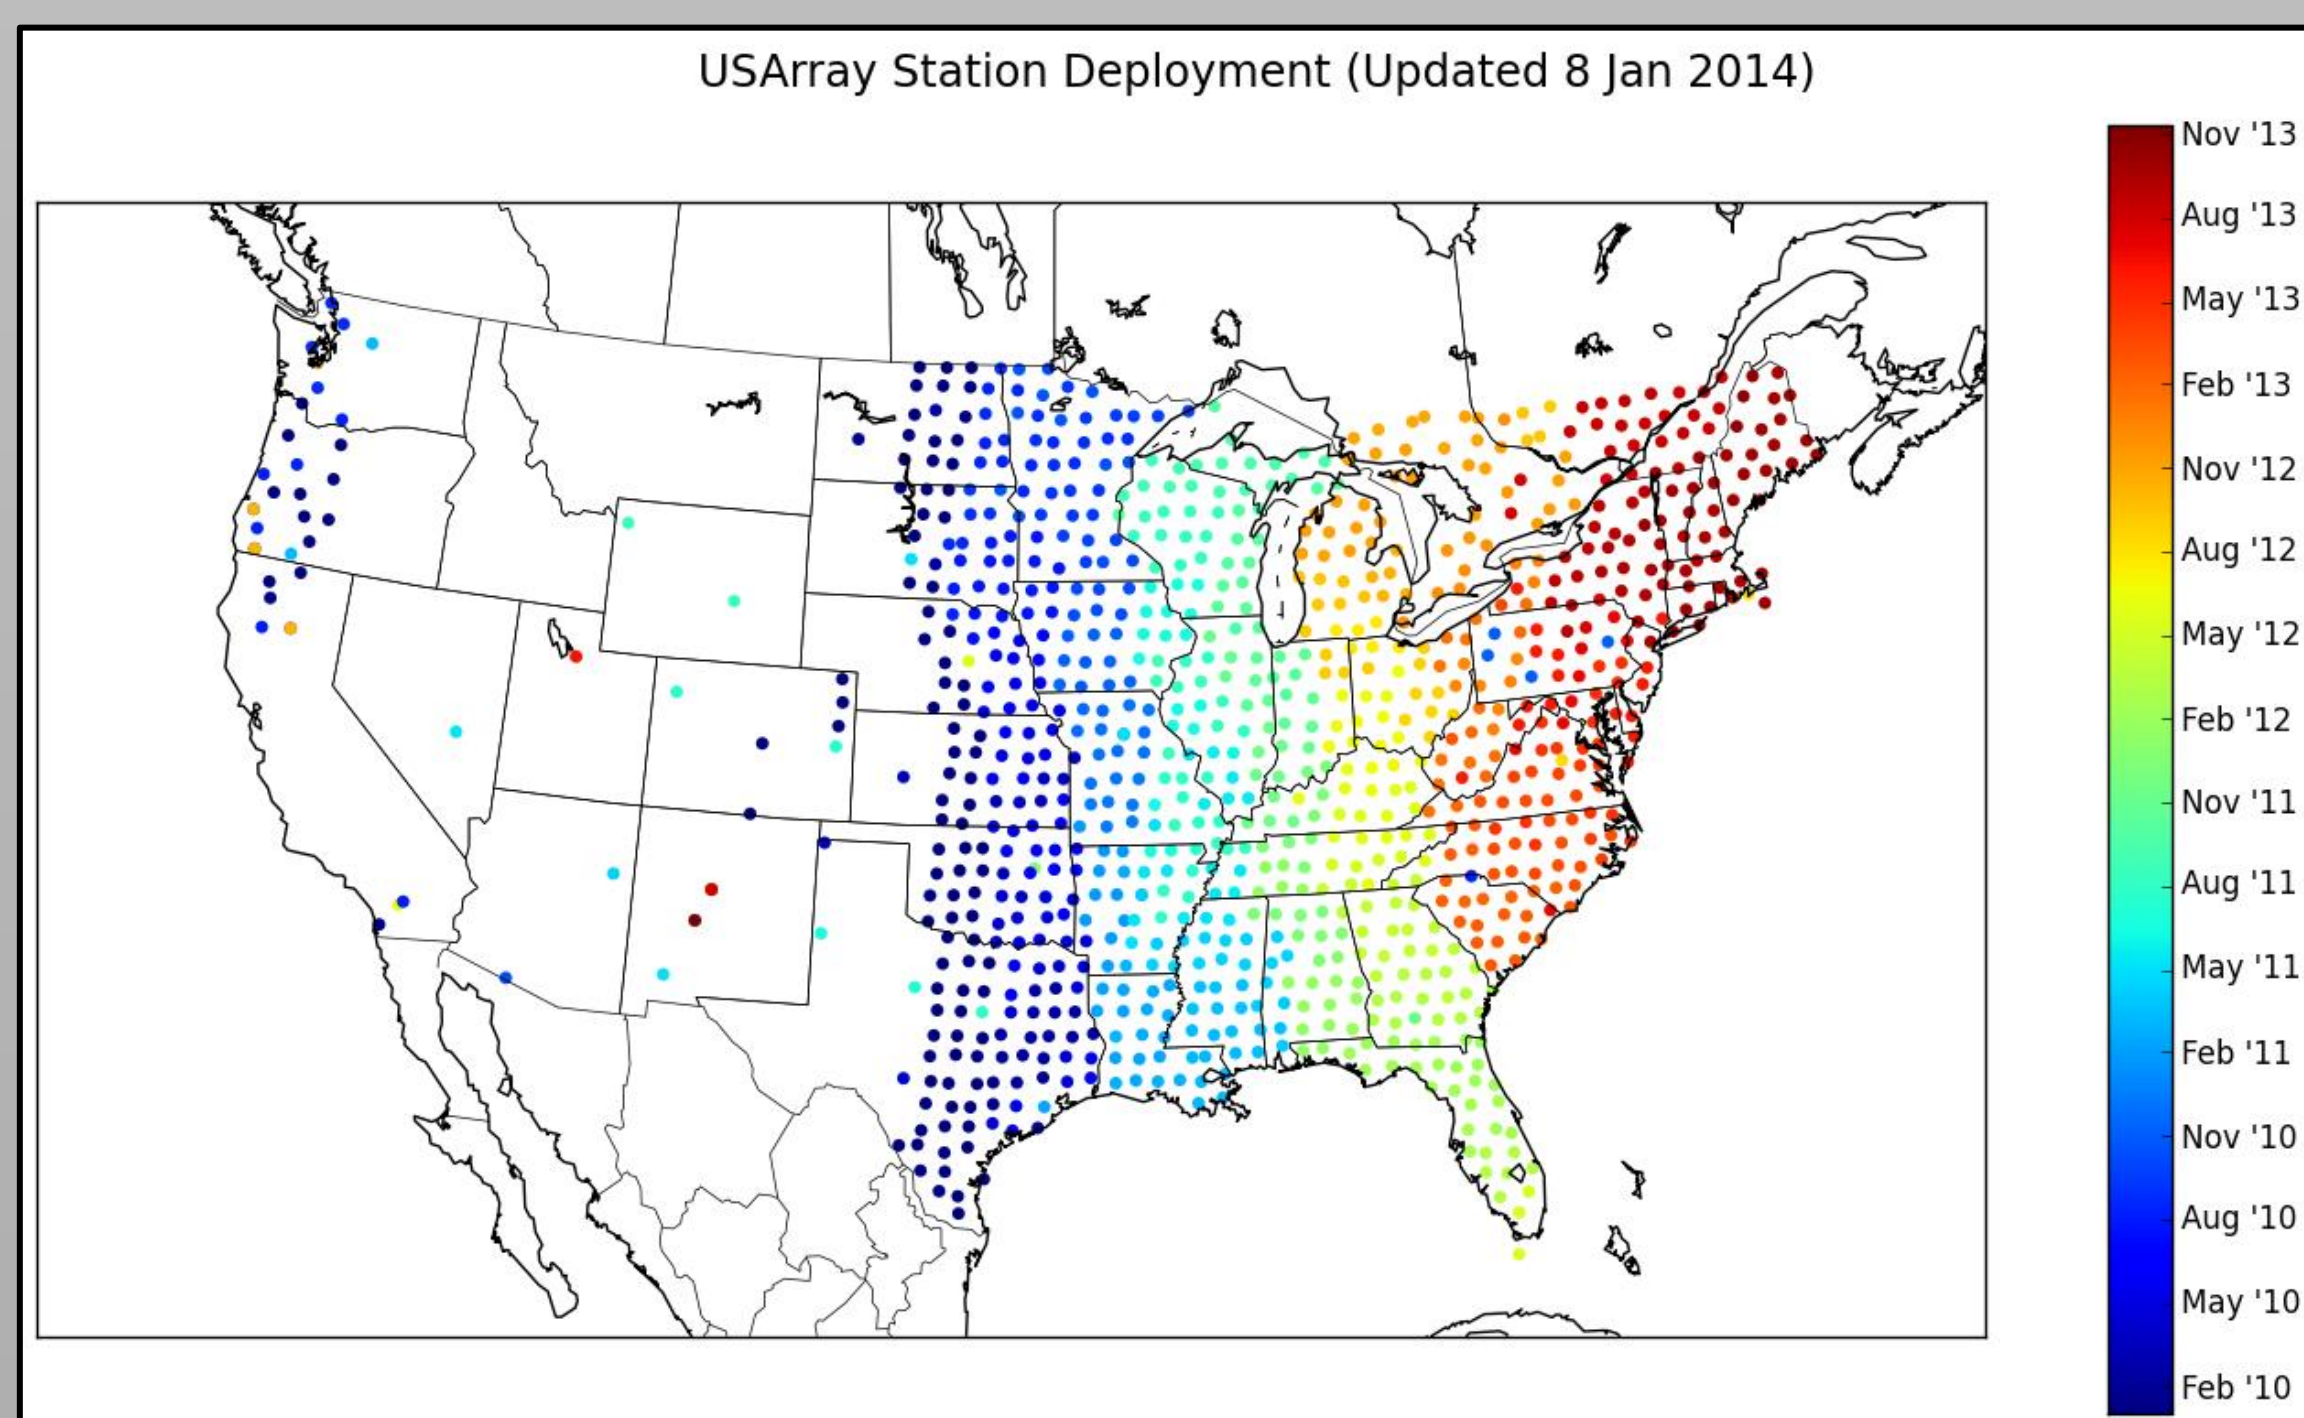 USArray Station Deployment (Updated 8 Jan 2014)
Nov '13
Aug '13
May '13
Feb '13
Nov '12
Aug '12
May '12
Feb '12
Nov '11
Aug '11
May '11
Feb '11
Nov '10
Aug '10
May '10
Feb '10